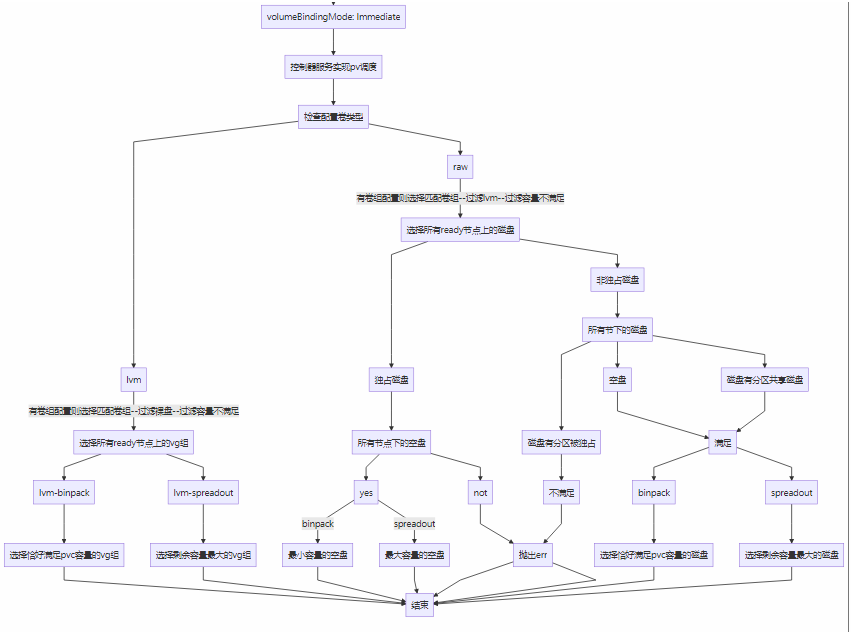 volumeBindingMode: Immediate
控制器服务实现pv调度
检查配置卷类型
raw
有卷组配置则选择匹配卷组--过滤lvm--过滤容量不满足
选择所有ready节点上的磁盘
非独占磁盘
所有节下的磁盘
lvm
独占磁盘
空盘
磁盘有分区共享磁盘
有卷组配置则选择匹配卷组--过滤裸盘--过滤容量不满足
选择所有ready节点上的vg组
所有节点下的空盘
磁盘有分区被独占
满足
lvm-binpack
lvm-spreadout
yes
not
不满足
binpack
spreadout
binpack
spreadout
选择恰好满足pvc容量的vg组
选择剩余容量最大的vg组
最小容量的空盘
最大容量的空盘
抛出err
选择恰好满足pvc容量的磁盘
选择剩余容量最大的磁盘
结束